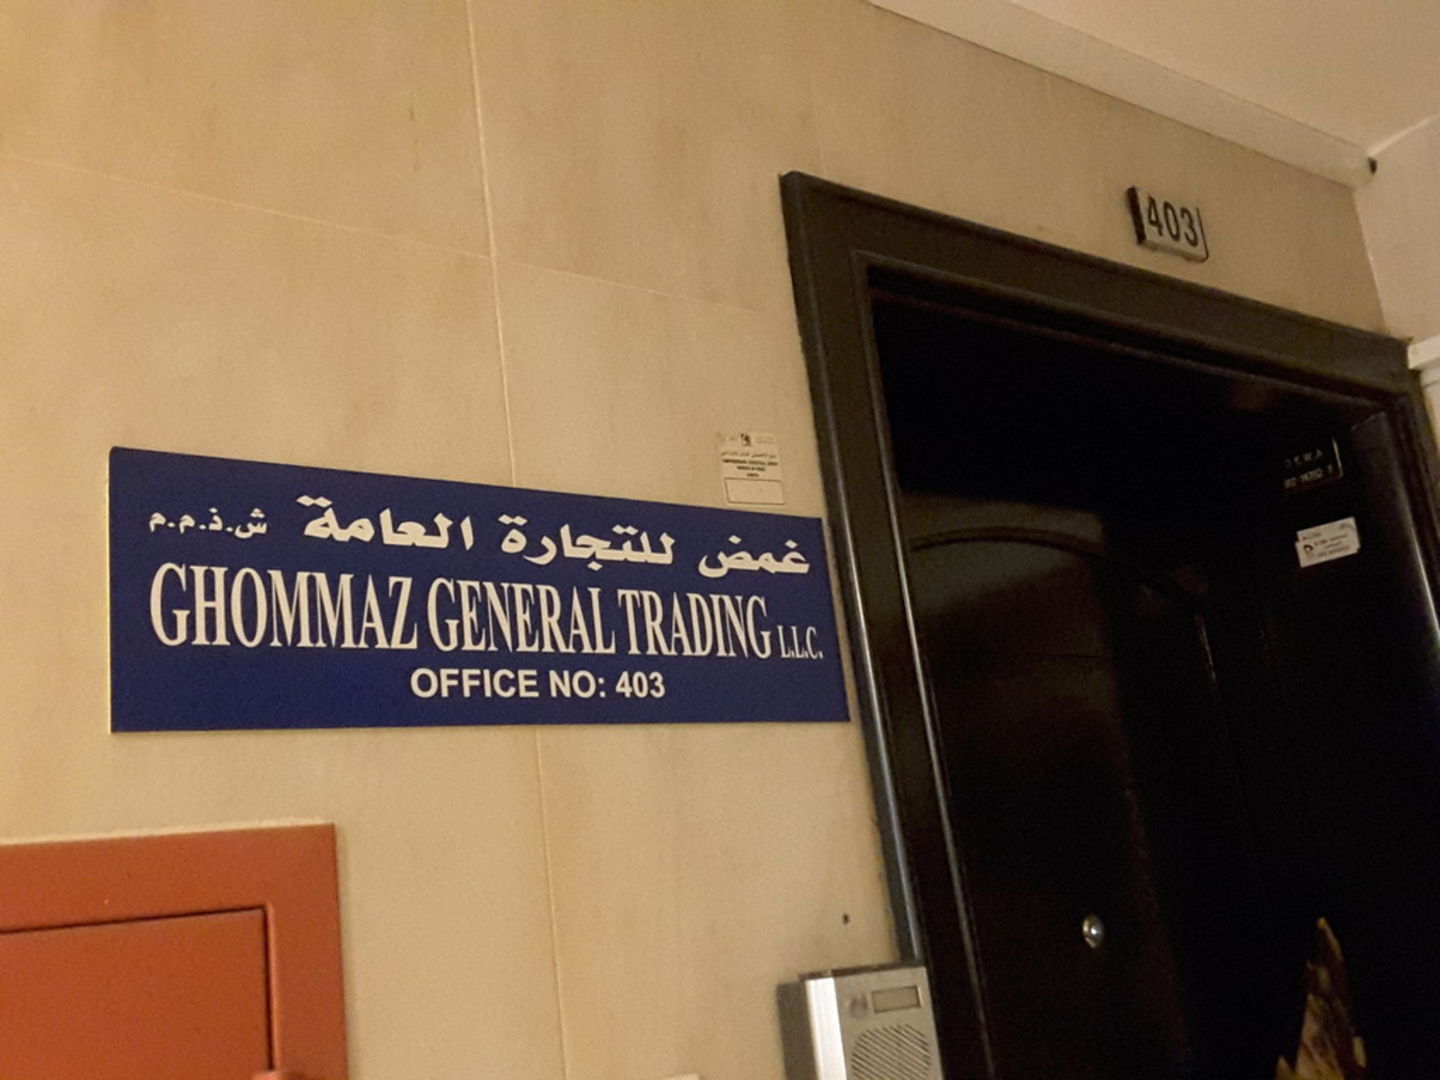 403
غمض للتجارة العامة ش.ذ.م.م
GHOMMAZ GENERAL TRADING L.L.C.
OFFICE NO: 403